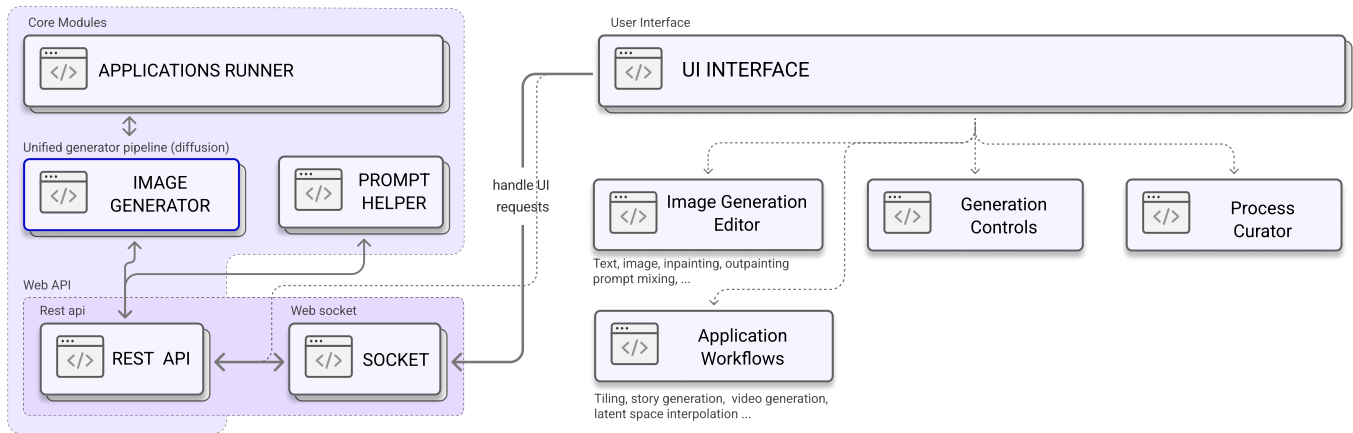 Core Modules
APPLICATIONS RUNNER
Unified generator pipeline (diffusion)
IMAGE
GENERATOR
PROMPT
HELPER
Web API
Rest api
REST API
Web socket
SOCKET
handle UI
requests
User Interface
UI INTERFACE
Image Generation
Editor
Text, image, inpainting, outpainting
prompt mixing, ...
Generation
Controls
Process
Curator
Application
Workflows
Tiling, story generation, video generation,
latent space interpolation ...